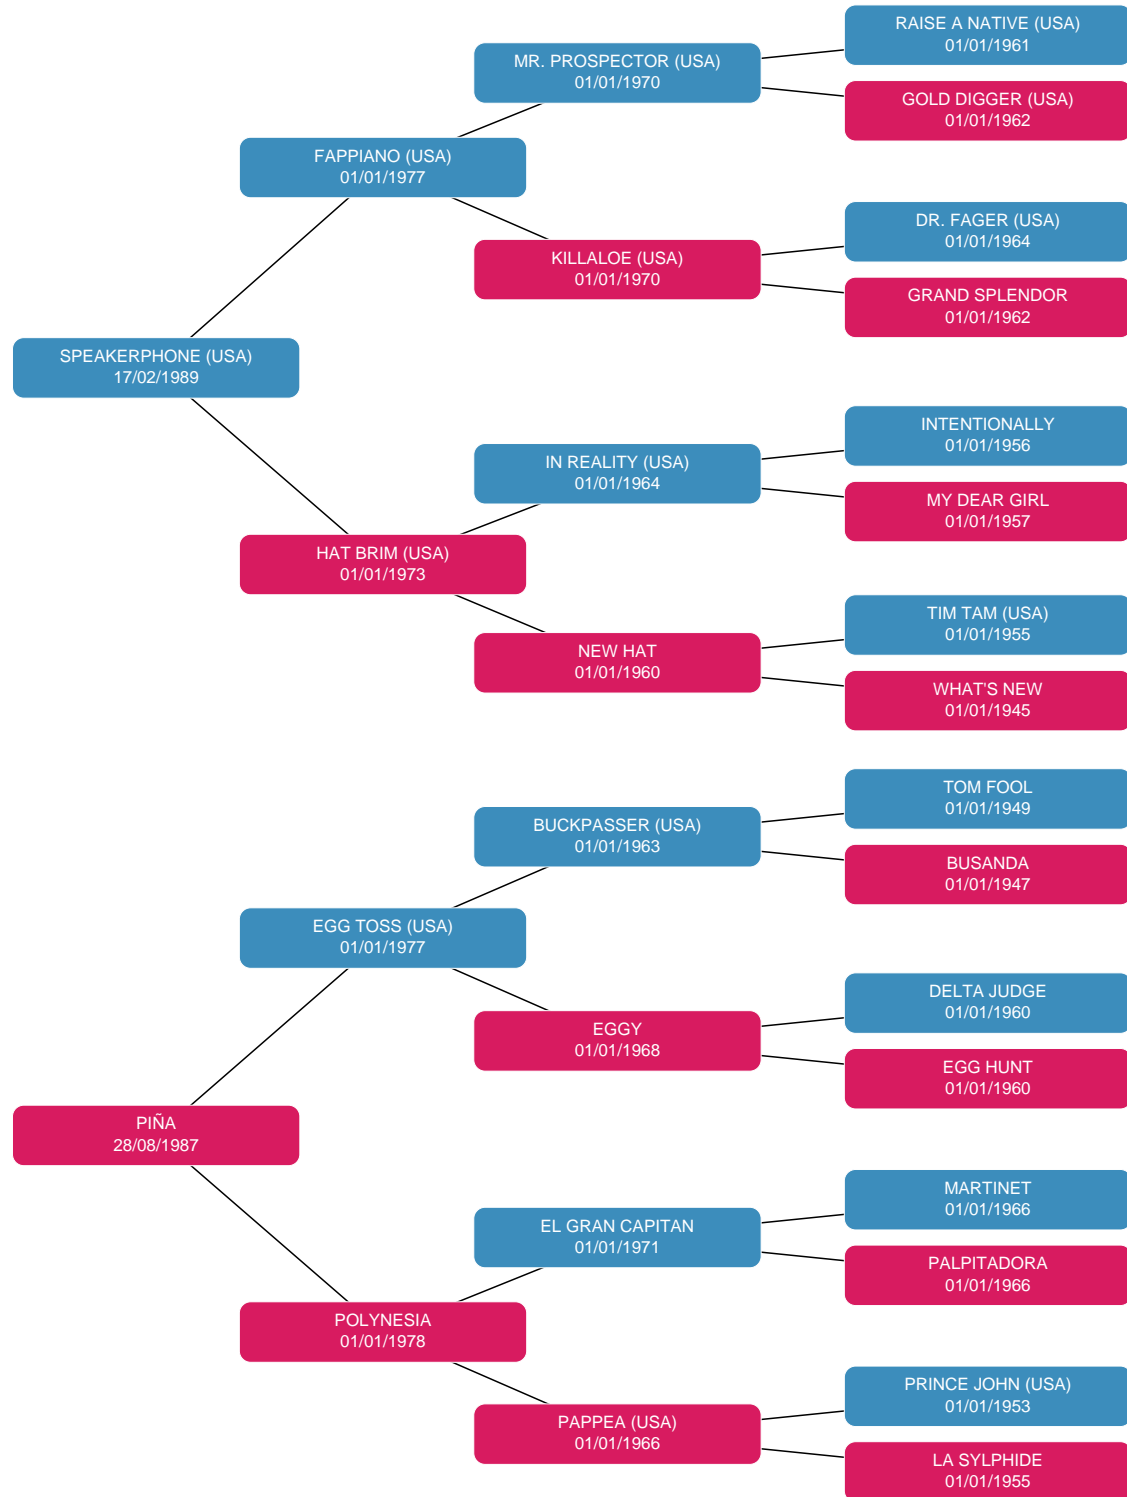 RAISE A NATIVE (USA)
01/01/1961
MR. PROSPECTOR (USA)
01/01/1970
GOLD DIGGER (USA)
01/01/1962
FAPPIANO (USA)
01/01/1977
DR. FAGER (USA)
01/01/1964
KILLALOE (USA)
01/01/1970
GRAND SPLENDOR
01/01/1962
SPEAKERPHONE (USA)
17/02/1989
INTENTIONALLY
01/01/1956
IN REALITY (USA)
01/01/1964
MY DEAR GIRL
01/01/1957
HAT BRIM (USA)
01/01/1973
TIM TAM (USA)
01/01/1955
NEW HAT
01/01/1960
WHAT'S NEW
01/01/1945
TOM FOOL
01/01/1949
BUCKPASSER (USA)
01/01/1963
BUSANDA
01/01/1947
EGG TOSS (USA)
01/01/1977
DELTA JUDGE
01/01/1960
EGGY
01/01/1968
EGG HUNT
01/01/1960
PIÑA
28/08/1987
MARTINET
01/01/1966
EL GRAN CAPITAN
01/01/1971
PALPITADORA
01/01/1966
POLYNESIA
01/01/1978
PRINCE JOHN (USA)
01/01/1953
PAPPEA (USA)
01/01/1966
LA SYLPHIDE
01/01/1955